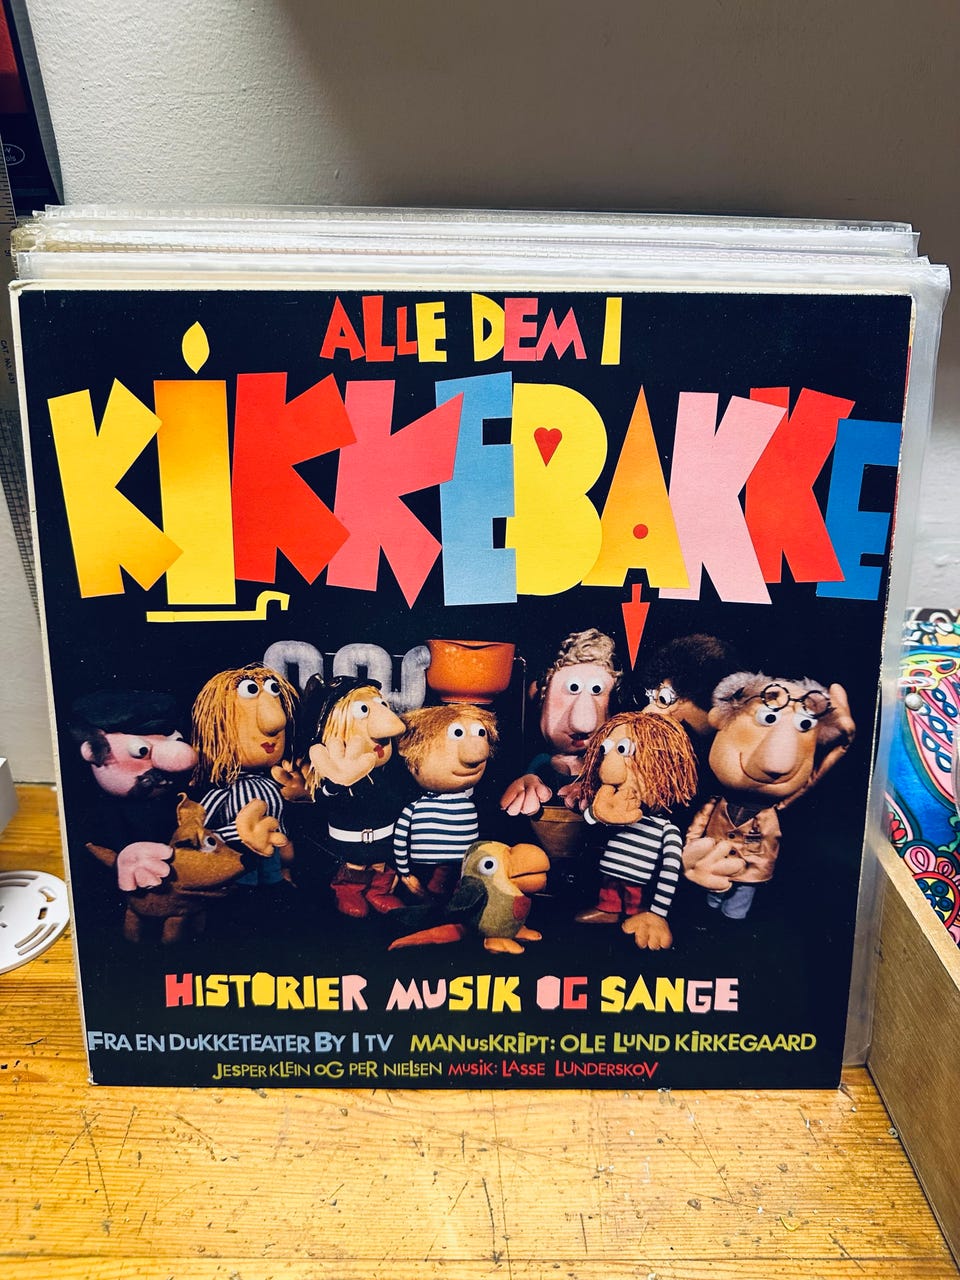 ALLE DEM I
KIKKEBAKKE
HISTORIER MUSIK OG SANGE
FRA EN DUKKETEATER BY I TV MANUSKRIPT: OLE LUND KIRKEGAARD
JESPER KLEIN OG PER NIELSEN MUSIK: LASSE LUNDERSKOV